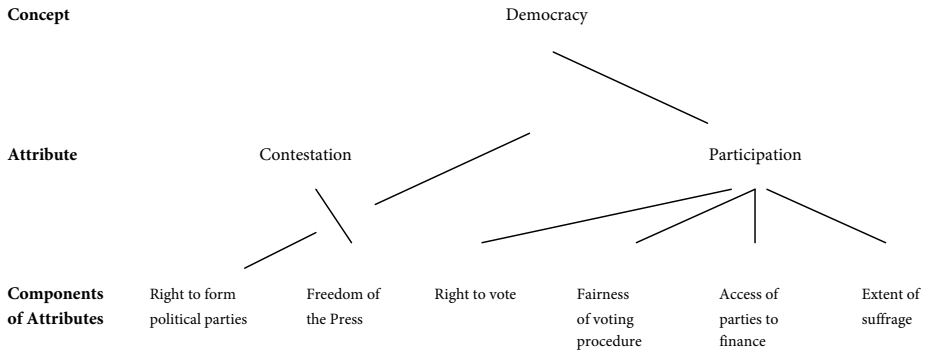 Concept Democracy
Attribute Contestation Participation
Components Right to form Freedom of Right to vote Fairness Access of Extent of
of Attributes political parties the Press of voting parties to suffrage
procedure finance